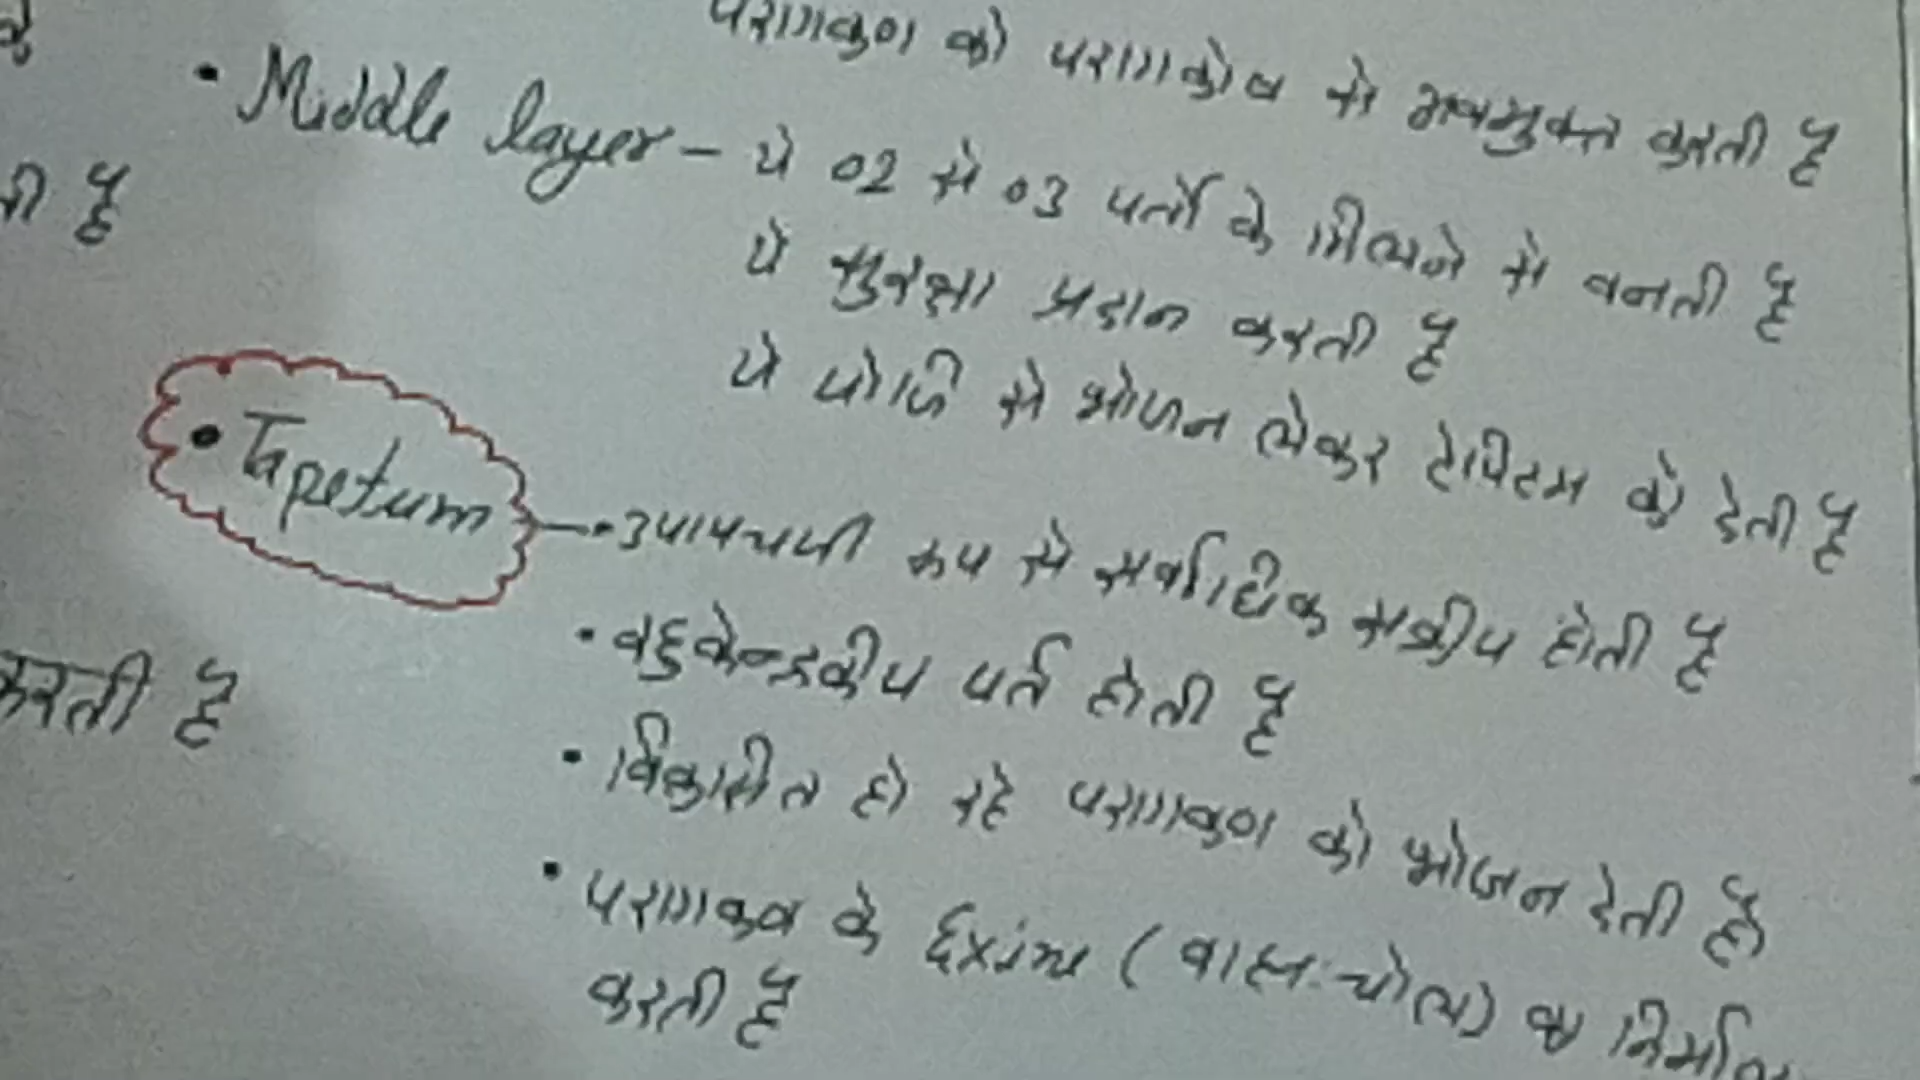 के
परागकण को परागकोष से अवमुक्त करती है
• Middle layer – ये 02 से 03 पर्तो के मिलने से बनती है
ती है
ये सुरक्षा प्रदान करती है
ये पोजि से भोजन लेकर टेपिटम को देती है
• Tapetum — • उपापचयी रूप से सर्वाधिक सक्रीय होती है
• बहुकेन्द्रकीय पर्त होती है
करती है
• विकासीत हो रहे परागकण को भोजन देती है
• परागकण के Exine (बाह्य: चोल) का निर्माण
करती है